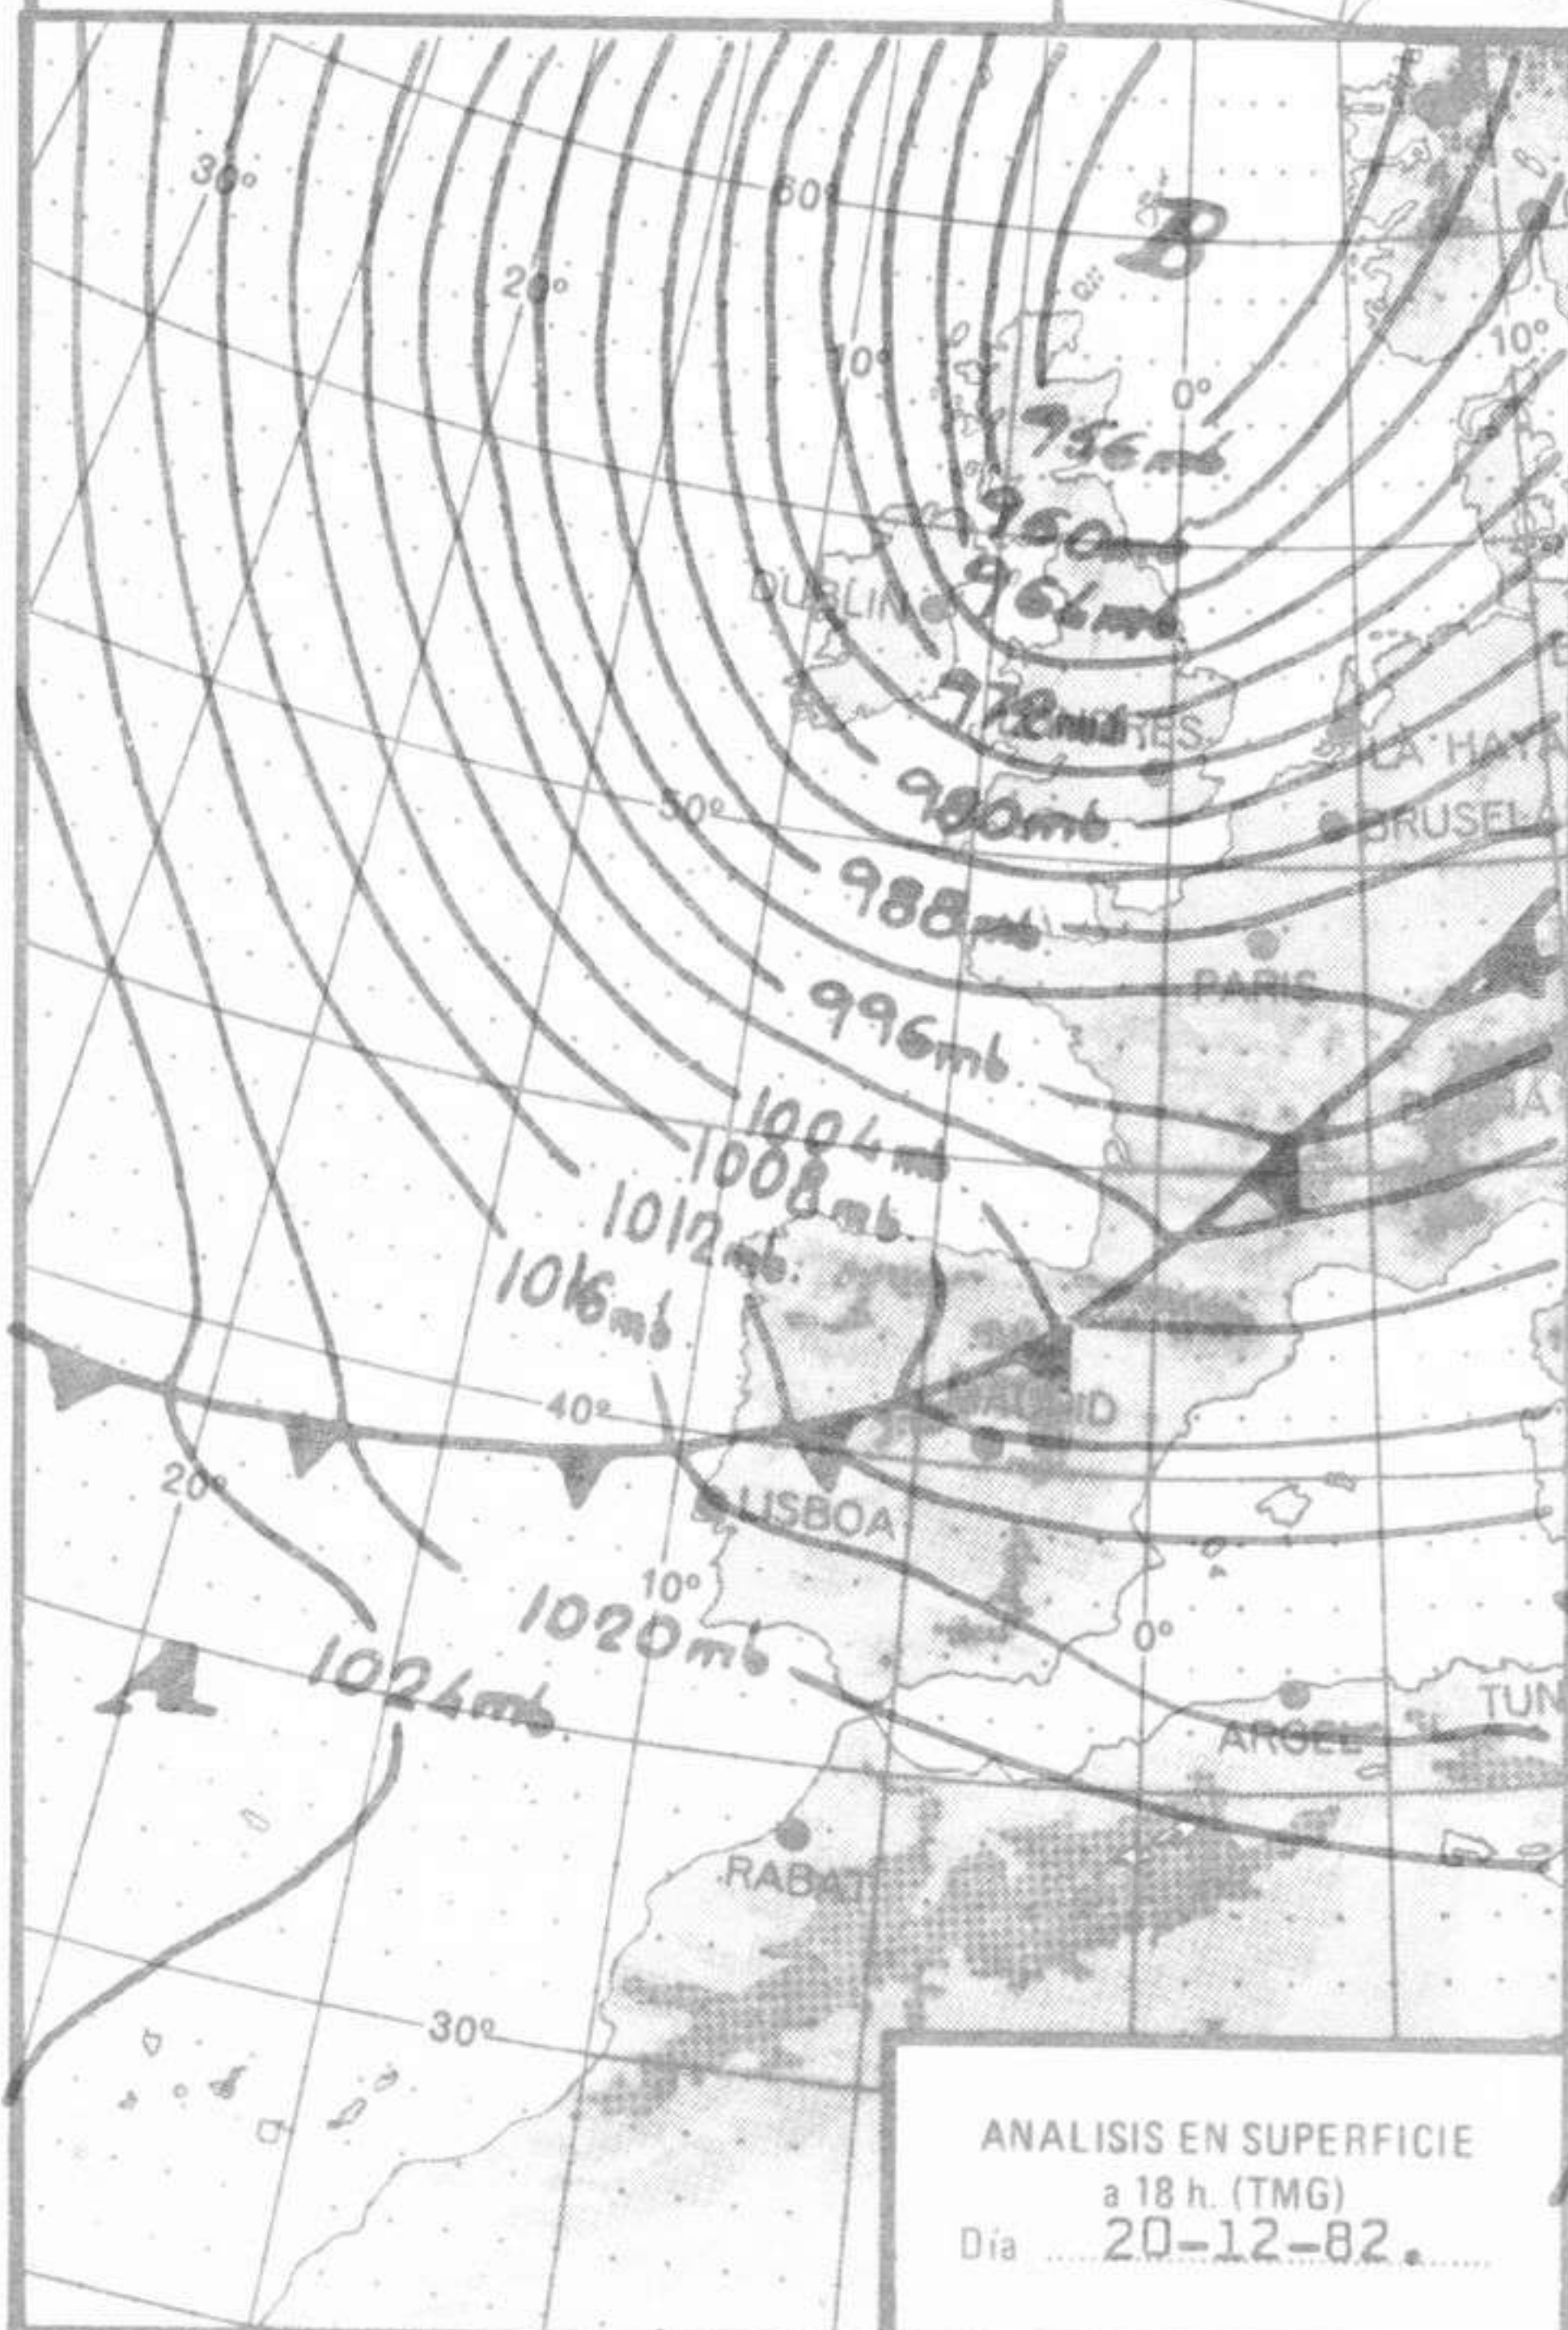 30°
60°
B
20°
10°
10°
0°
956mb
960mb
DUBLIN
964mb
972mb
LA HAYA
980mb
50°
988mb
PARIS
996mb
1004mb
1008mb
1012mb
1016mb
40°
MADRID
20°
LISBOA
10°
1020mb
0°
A
1024mb
TUN
ARGEL
RABAT
30°
ANALISIS EN SUPERFICIE
a 18 h. (TMG)
Día 20-12-82.